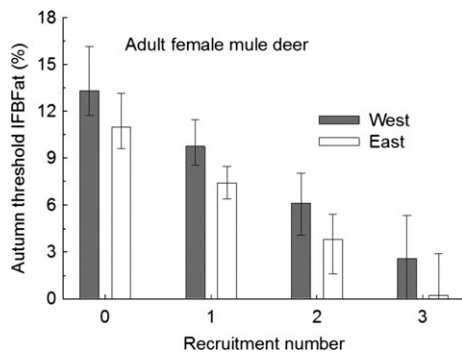 Adult female mule deer
West
East
Autumn threshold IFBFat (%)
18
15
12
9
6
3
0
0 1 2 3
Recruitment number